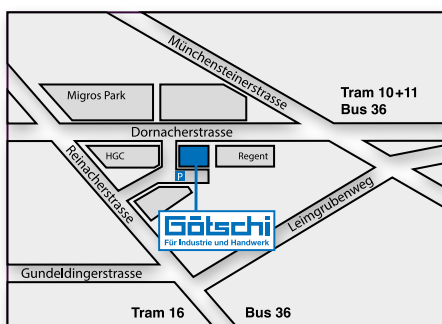 Münchensteinerstrasse
Tram 10+11
Bus 36
Migros Park
Dornacherstrasse
HGC
Regent
P
Reinacherstrasse
Götschi
Für Industrie und Handwerk
Leimgrubenweg
Gundeldingerstrasse
Tram 16
Bus 36